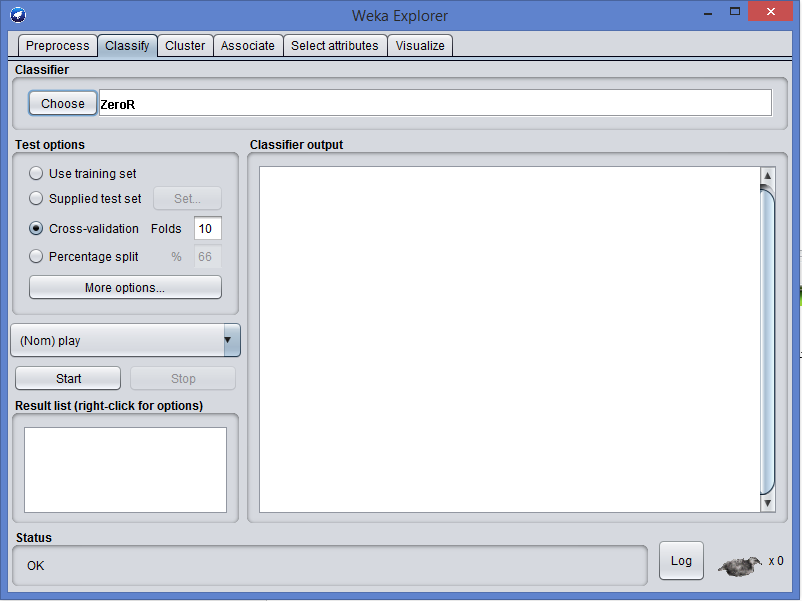 Weka Explorer
Preprocess Classify Cluster Associate Select attributes Visualize
Classifier
Choose ZeroR
Test options
Use training set
Supplied test set Set...
Cross-validation Folds 10
Percentage split % 66
More options...
(Nom) play
Start Stop
Result list (right-click for options)
Classifier output
Status
OK
Log x 0